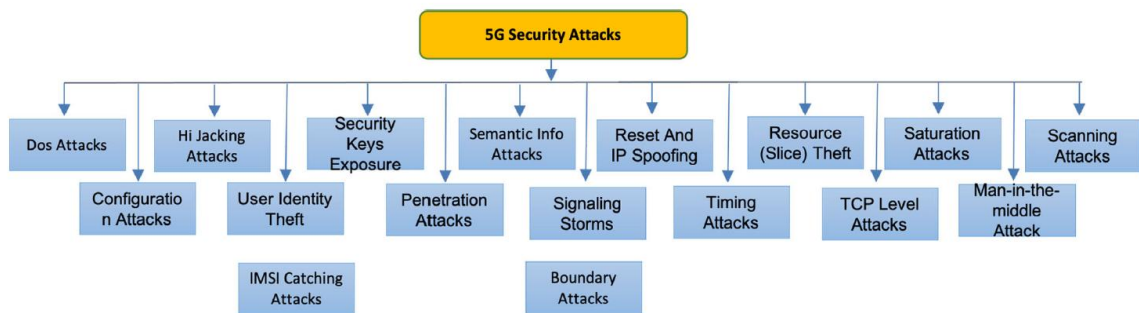 5G Security Attacks
Dos Attacks
Hi Jacking
Attacks
Security
Keys
Exposure
Semantic Info
Attacks
Reset And
IP Spoofing
Resource
(Slice) Theft
Saturation
Attacks
Scanning
Attacks
Configuratio
n Attacks
User Identity
Theft
Penetration
Attacks
Signaling
Storms
Timing
Attacks
TCP Level
Attacks
Man-in-the-
middle
Attack
IMSI Catching
Attacks
Boundary
Attacks